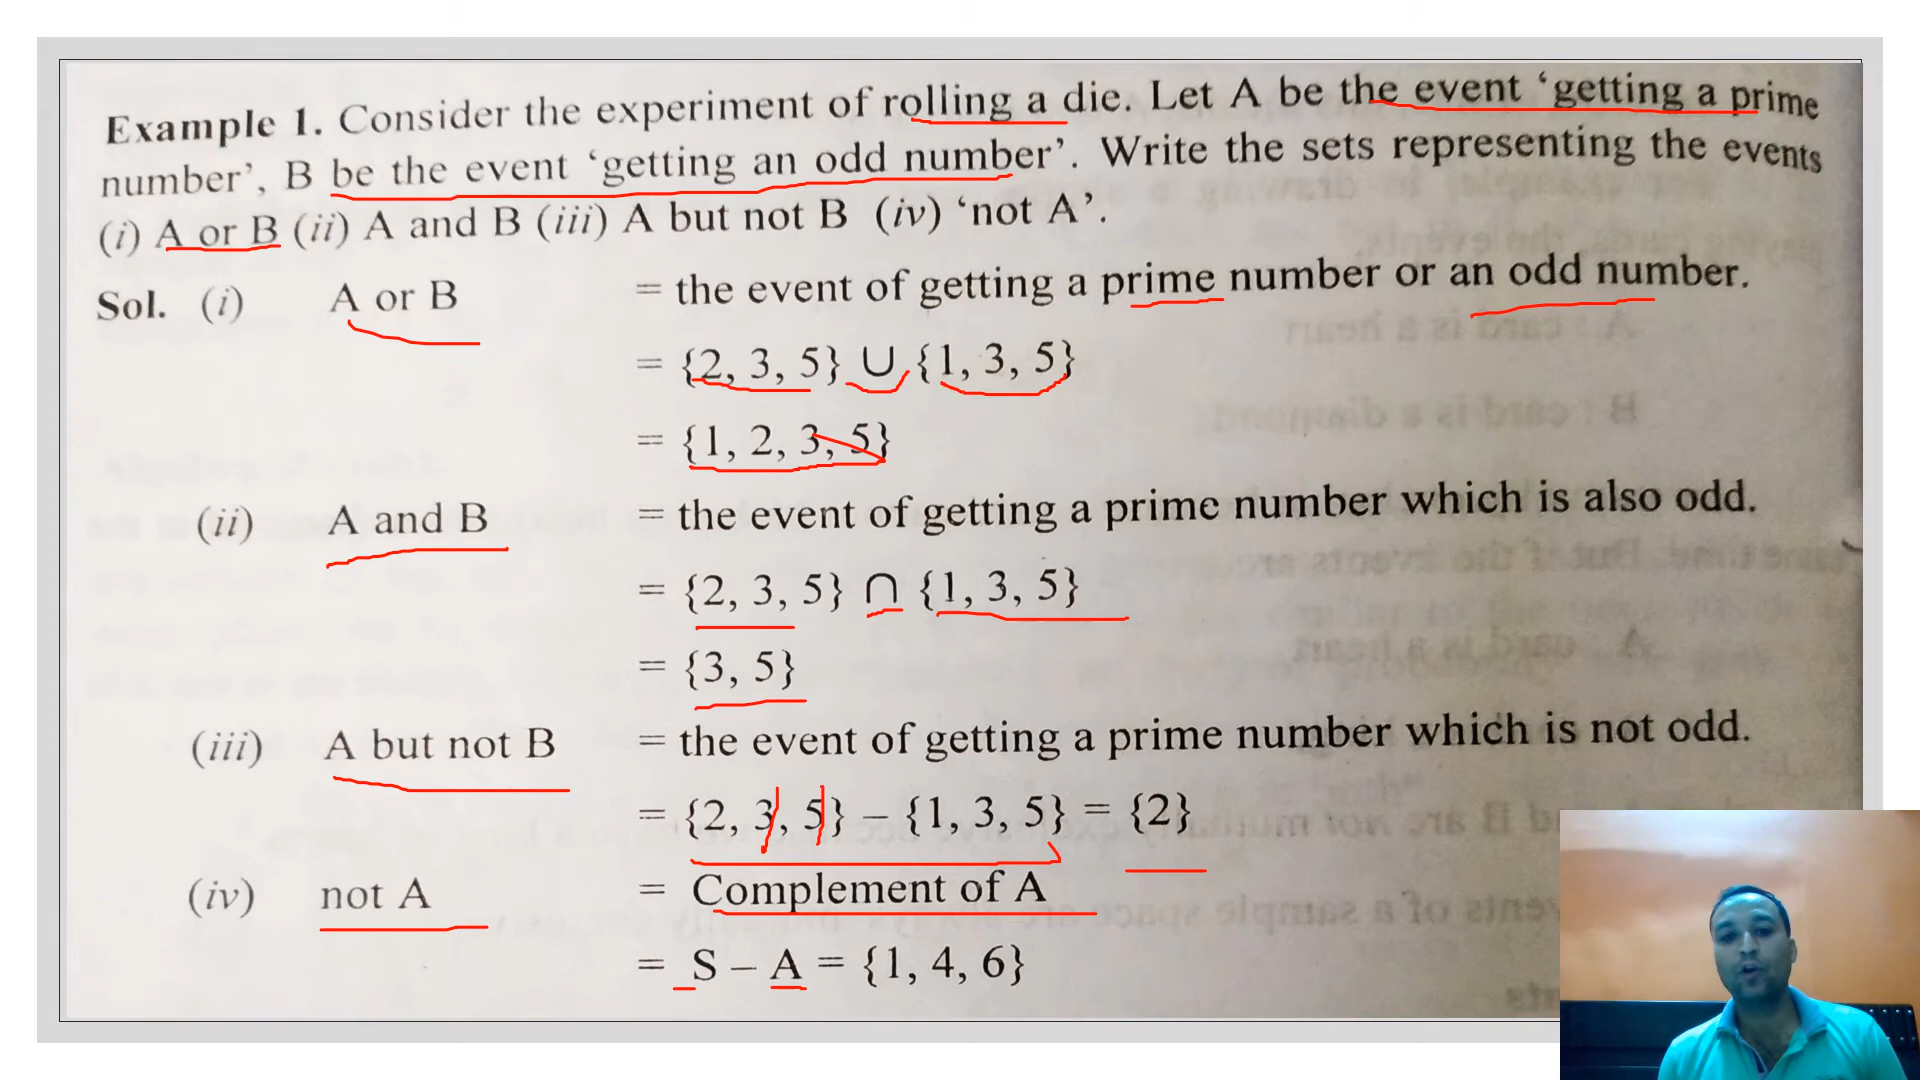 Example 1. Consider the experiment of rolling a die. Let A be the event ‘getting a prime
number’, B be the event ‘getting an odd number’. Write the sets representing the events
(i) A or B (ii) A and B (iii) A but not B (iv) ‘not A’.
Sol. (i) A or B = the event of getting a prime number or an odd number.
= {2, 3, 5} ∪ {1, 3, 5}
= {1, 2, 3, 5}
(ii) A and B = the event of getting a prime number which is also odd.
= {2, 3, 5} ∩ {1, 3, 5}
= {3, 5}
(iii) A but not B = the event of getting a prime number which is not odd.
= {2, 3, 5} – {1, 3, 5} = {2}
(iv) not A = Complement of A
= S – A = {1, 4, 6}